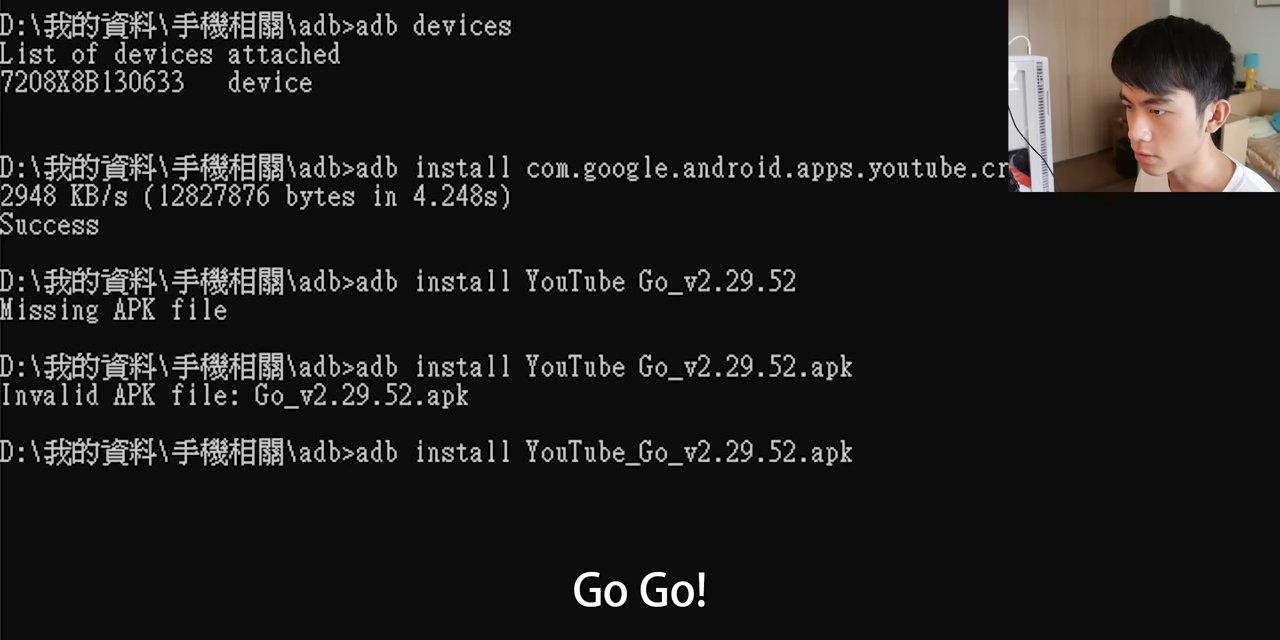 D:\我的資料\手機相關\adb>adb devices
List of devices attached
7208X8B130633   device
D:\我的資料\手機相關\adb>adb install com.google.android.apps.youtube.cr
2948 KB/s (12827876 bytes in 4.248s)
Success
D:\我的資料\手機相關\adb>adb install YouTube Go_v2.29.52
Missing APK file
D:\我的資料\手機相關\adb>adb install YouTube Go_v2.29.52.apk
Invalid APK file: Go_v2.29.52.apk
D:\我的資料\手機相關\adb>adb install YouTube_Go_v2.29.52.apk
Go Go!